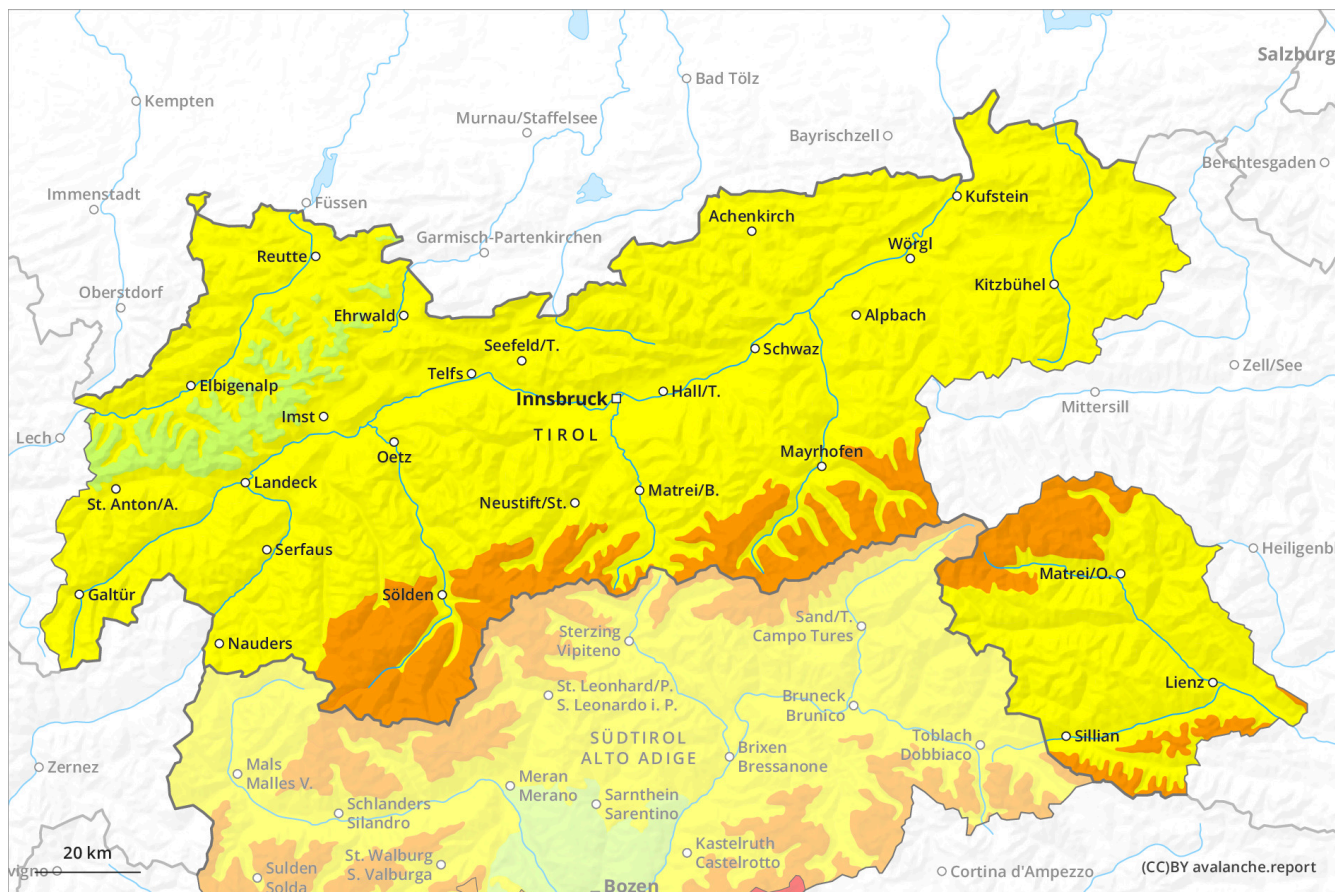 Salzburg
Bad Tölz
Kempten
Murnau/Staffelsee
Bayrischzell
Berchtesgaden
Immenstadt
Füssen
Kufstein
Achenkirch
Garmisch-Partenkirchen
Wörgl
Reutte
Oberstdorf
Kitzbühel
Ehrwald
Alpbach
Seefeld/T.
Schwaz
Zell/See
Telfs
Elbigenalp
Hall/T.
Innsbruck
Mittersill
Imst
Lech
TIROL
Mayrhofen
Oetz
Landeck
Matrei/B.
St. Anton/A.
Neustift/St.
Serfaus
Heiligenb
Matrei/O.
Galtür
Sölden
Sand/T.
Campo Tures
Sterzing
Vipiteno
Nauders
Lienz
St. Leonhard/P.
S. Leonardo i. P.
Bruneck
Brunico
Sillian
SÜDTIROL
ALTO ADIGE
Toblach
Dobbiaco
Brixen
Bressanone
Zernez
Mals
Malles V.
Meran
Merano
Sarnthein
Sarentino
Schlanders
Silandro
Kastelruth
Castelrotto
20 km
St. Walburg
S. Valburga
vigno
Sulden
Solda
Cortina d'Ampezzo
(CC)BY avalanche.report
Bozen